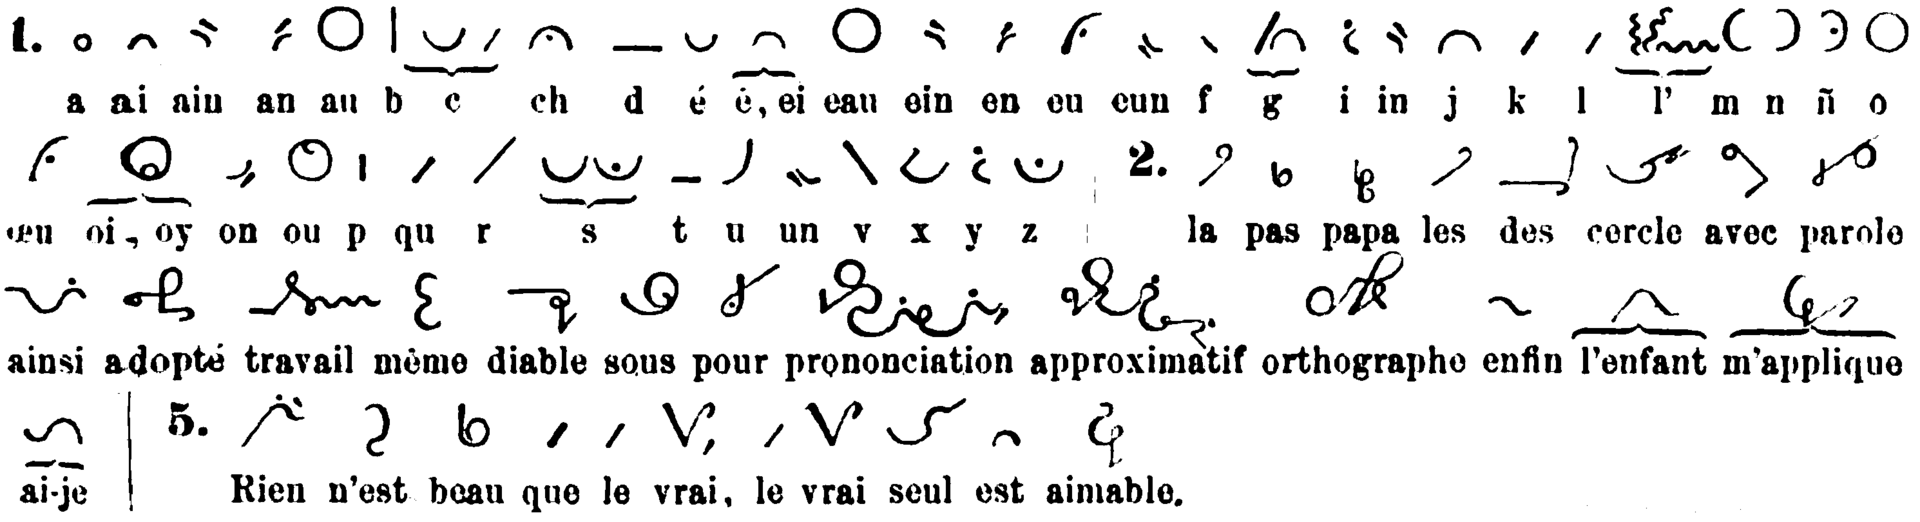 1.
a ai ain an au b c ch d é è, ei eau ein en eu eun f g i in j k l l' m n ñ o
2.
œu oi, oy on ou p qu r s t u un v x y z la pas papa les des cercle avec parole
ainsi adopté travail même diable sous pour prononciation approximatif orthographe enfin l'enfant m'applique
5.
ai-je Rien n'est beau que le vrai, le vrai seul est aimable.